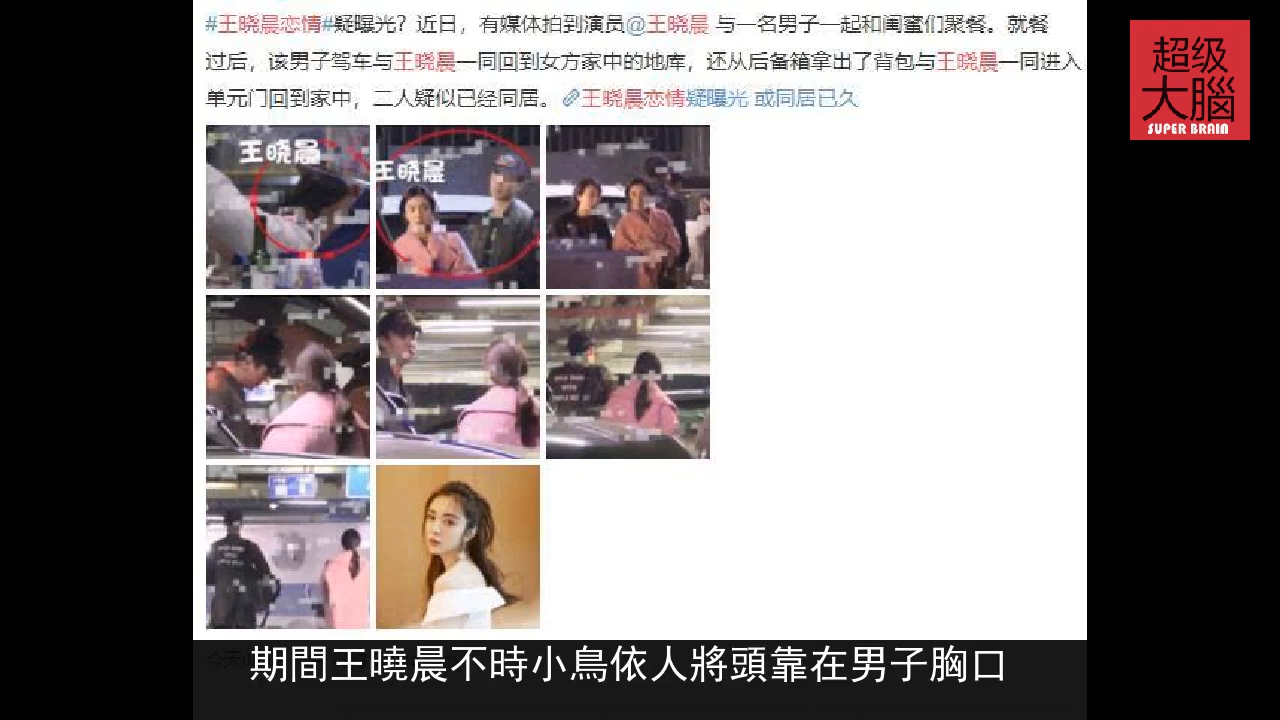 #王晓晨恋情#疑曝光？近日，有媒体拍到演员@王晓晨 与一名男子一起和闺蜜们聚餐。就餐
过后，该男子驾车与王晓晨一同回到女方家中的地库，还从后备箱拿出了背包与王晓晨一同进入
单元门回到家中，二人疑似已经同居。王晓晨恋情疑曝光 或同居已久
超级
大腦
SUPER BRAIN
王晓晨
王晓晨
今天
期間王曉晨不時小鳥依人將頭靠在男子胸口